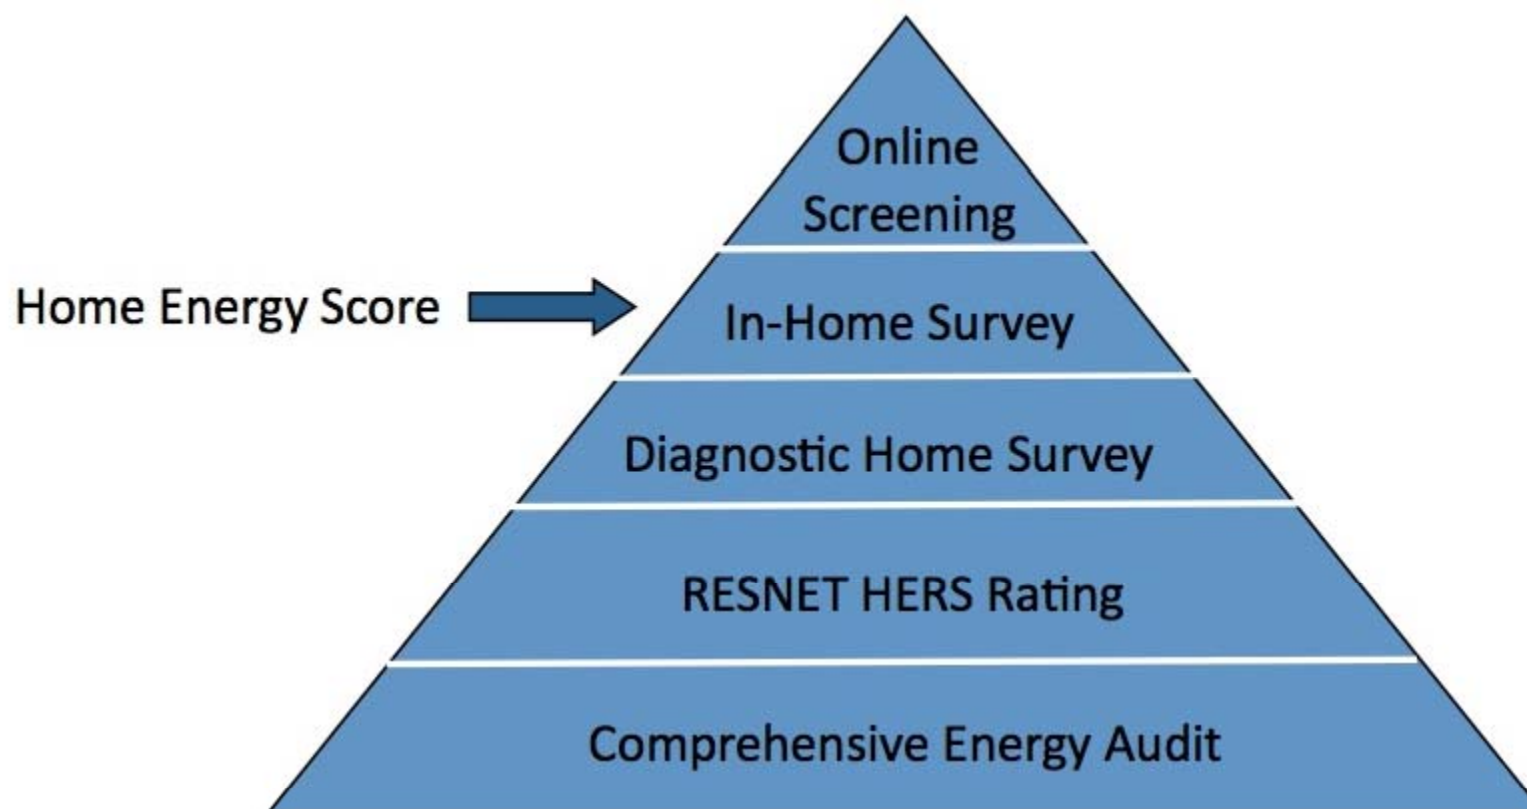 Online
Screening
Home Energy Score
In-Home Survey
Diagnostic Home Survey
RESNET HERS Rating
Comprehensive Energy Audit